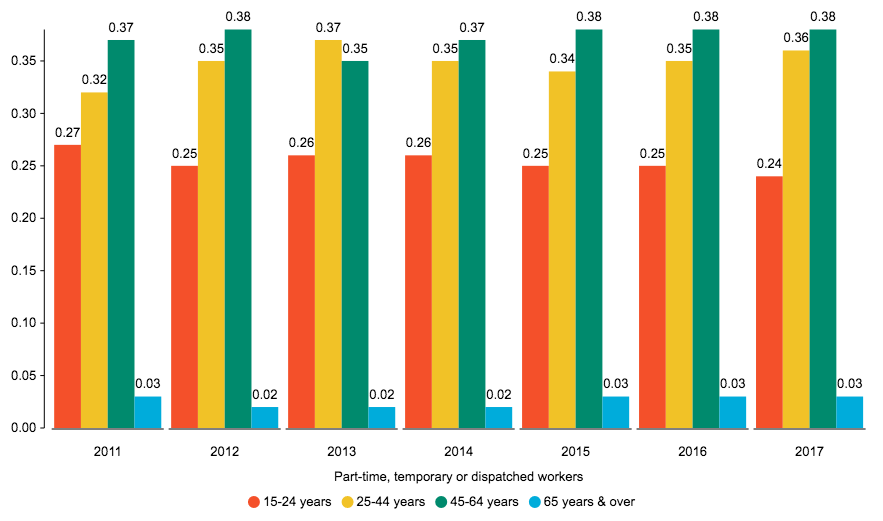 0.38 0.38 0.38 0.38
0.37 0.37 0.37
0.35 0.35 0.35 0.34 0.35 0.36
0.32
0.27 0.25 0.26 0.26 0.25 0.25 0.24
0.35
0.30
0.25
0.20
0.15
0.10
0.05
0.00
0.03 0.02 0.02 0.02 0.03 0.03 0.03
2011 2012 2013 2014 2015 2016 2017
Part-time, temporary or dispatched workers
15-24 years 25-44 years 45-64 years 65 years & over